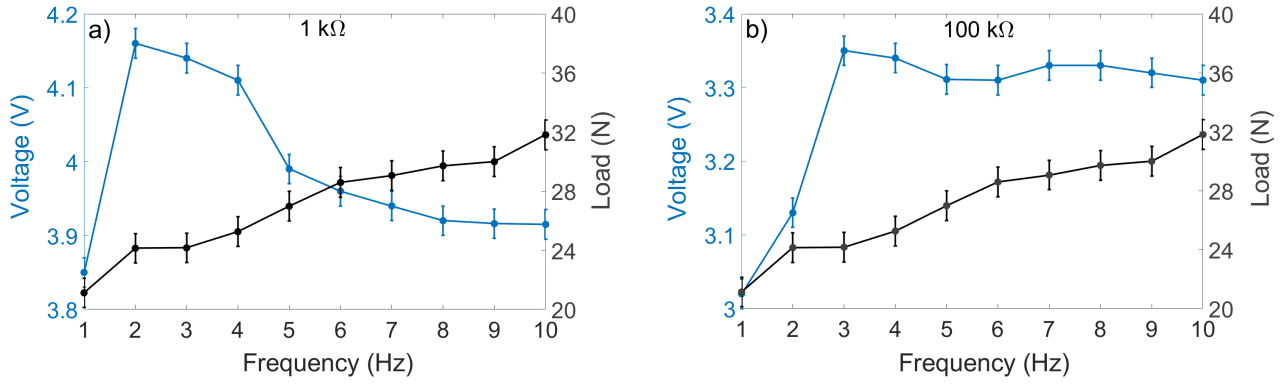 a)
1 kΩ
4.2
4.1
4
3.9
3.8
Voltage (V)
40
36
32
28
24
20
Load (N)
1 2 3 4 5 6 7 8 9 10
Frequency (Hz)
b)
100 kΩ
3.4
3.3
3.2
3.1
3
Voltage (V)
40
36
32
28
24
20
Load (N)
1 2 3 4 5 6 7 8 9 10
Frequency (Hz)